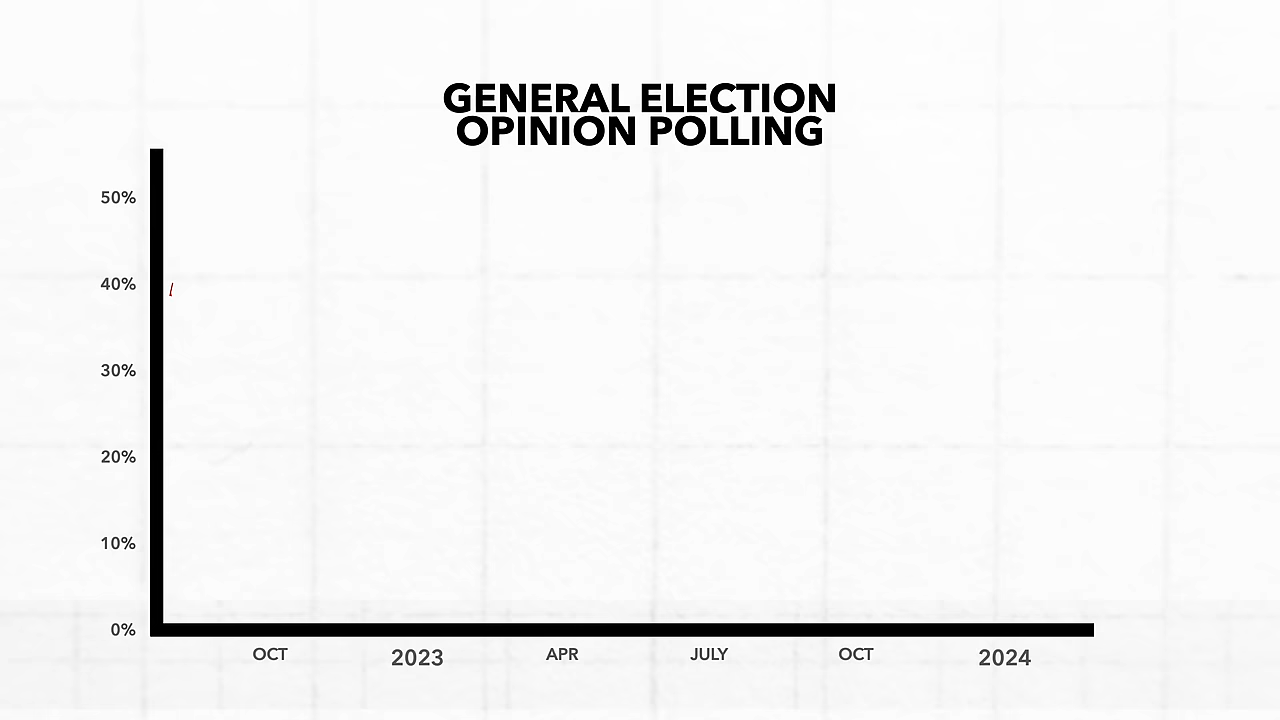 GENERAL ELECTION
OPINION POLLING
50%
40%
30%
20%
10%
0%
OCT 2023 APR JULY OCT 2024